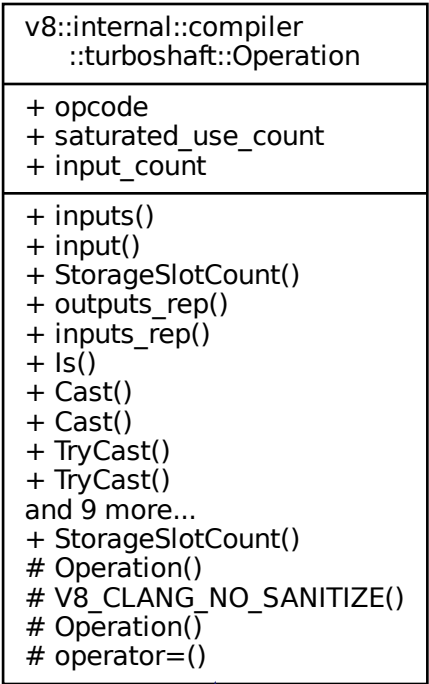 v8::internal::compiler
::turboshaft::Operation
+ opcode
+ saturated_use_count
+ input_count
+ inputs()
+ input()
+ StorageSlotCount()
+ outputs_rep()
+ inputs_rep()
+ Is()
+ Cast()
+ Cast()
+ TryCast()
+ TryCast()
and 9 more...
+ StorageSlotCount()
# Operation()
# V8_CLANG_NO_SANITIZE()
# Operation()
# operator=()